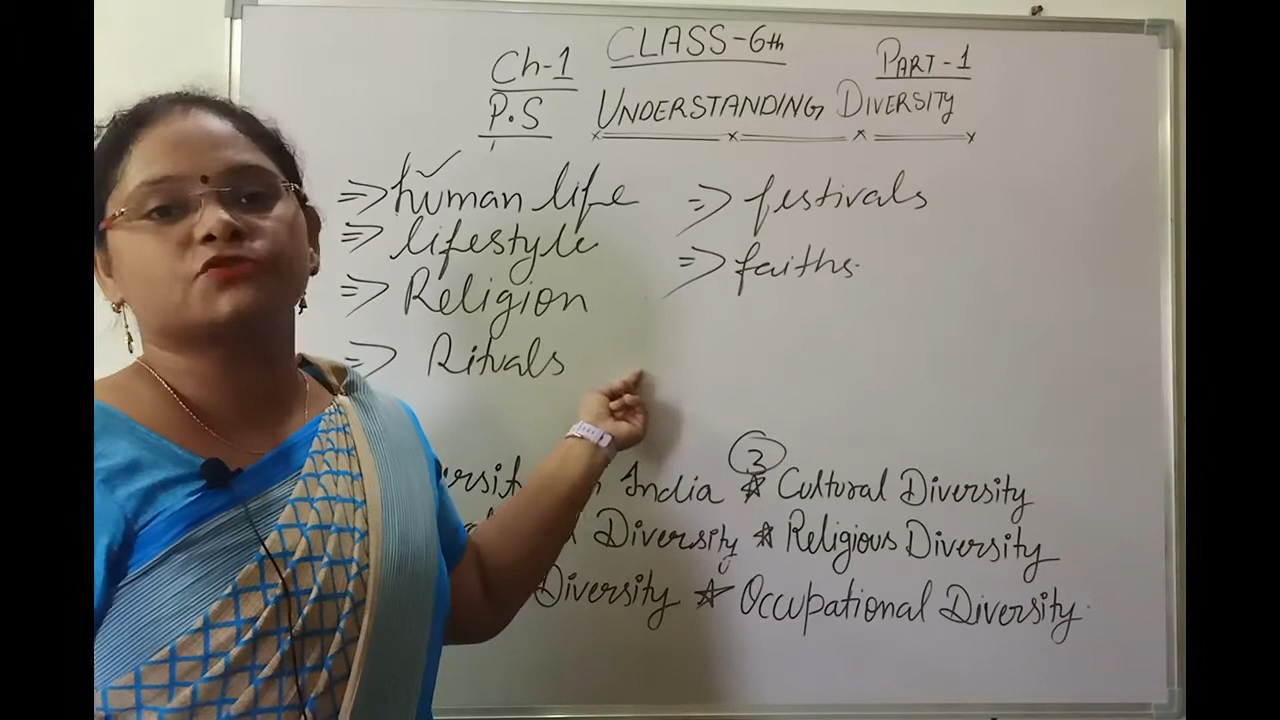 CLASS-6th
Ch-1
PART-1
P.S
UNDERSTANDING DIVERSITY
⇒ human life
⇒ lifestyle
⇒ Religion
⇒ Rituals
⇒ festivals
⇒ faiths.
India
Diversity
Diversity
3
☆ Cultural Diversity
☆ Religious Diversity
☆ Occupational Diversity.